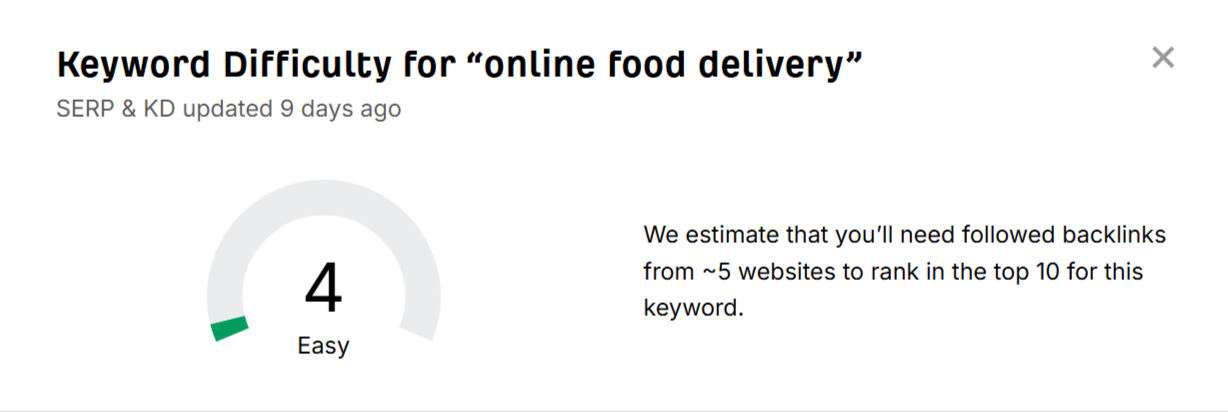 Keyword Difficulty for “online food delivery”
SERP & KD updated 9 days ago
4
Easy
We estimate that you’ll need followed backlinks
from ~5 websites to rank in the top 10 for this
keyword.